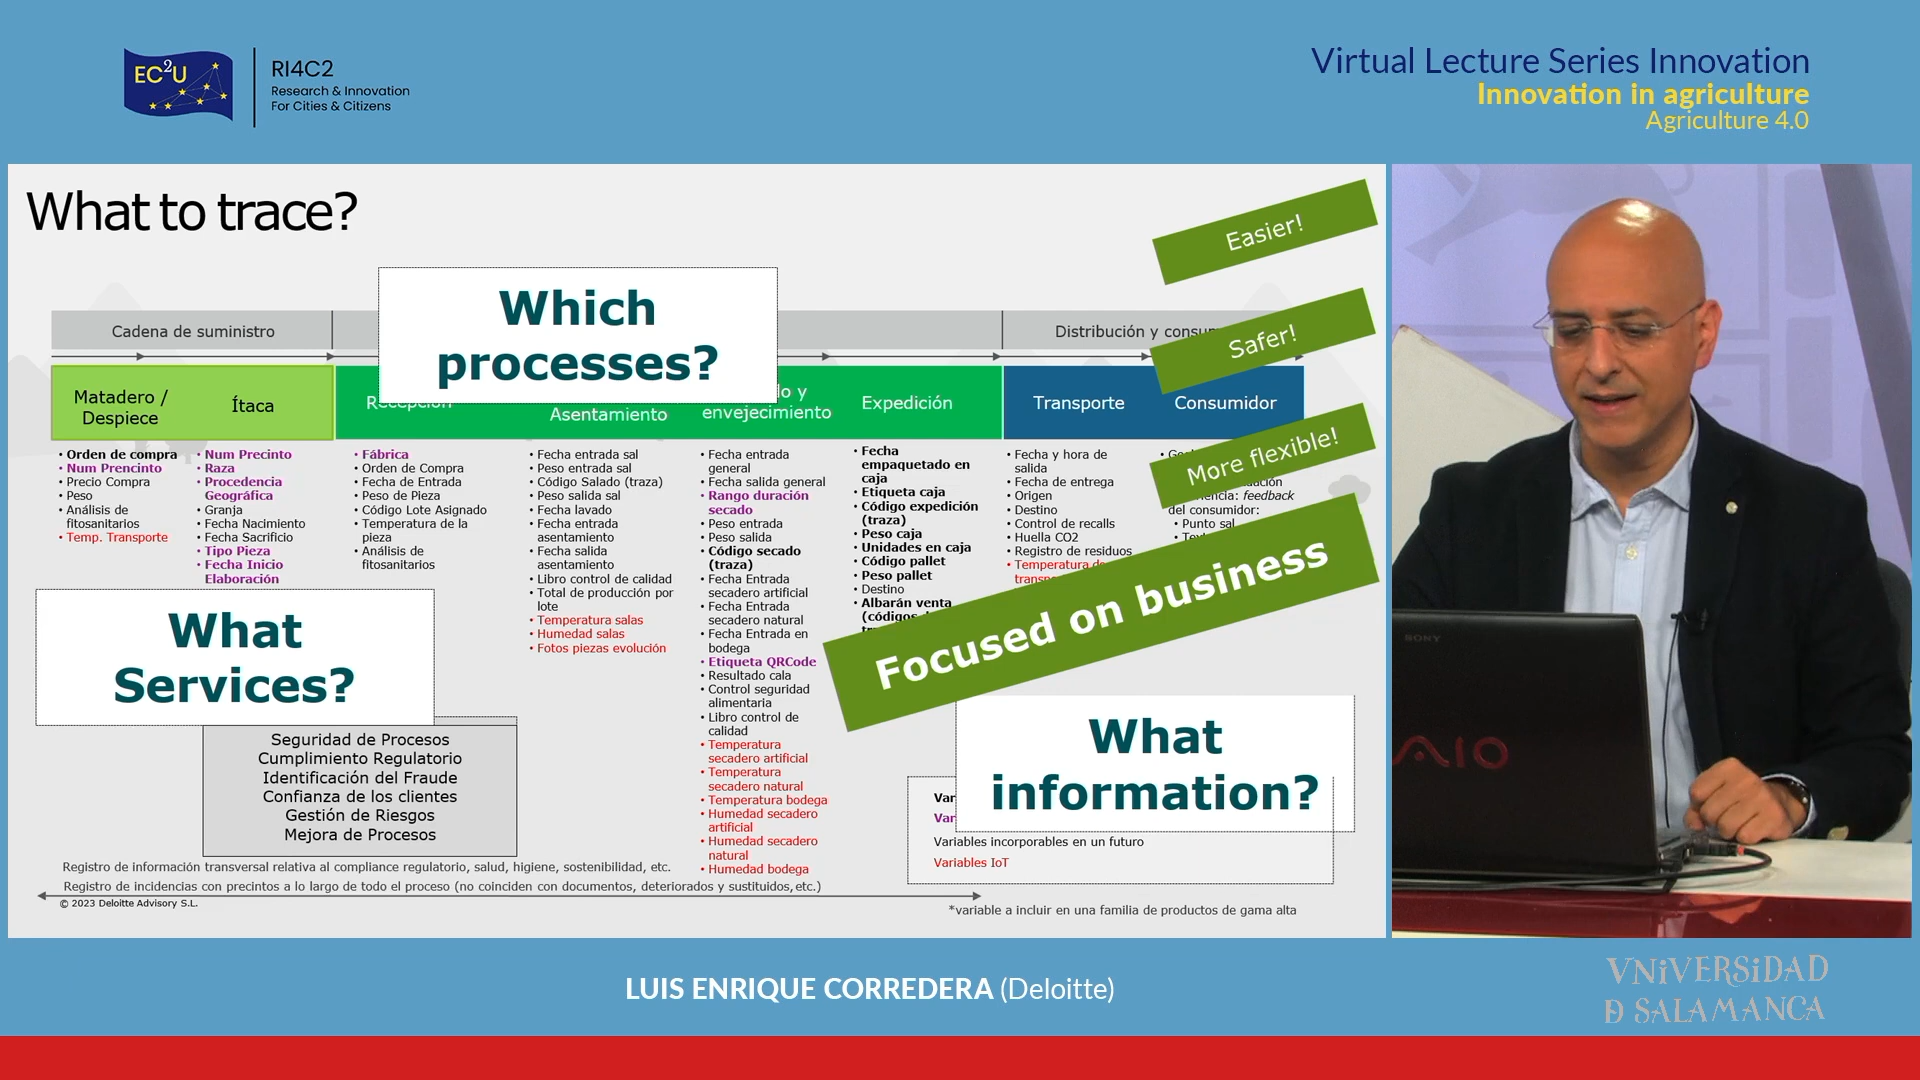 EC2U
RI4C2
Research & Innovation
For Cities & Citizens
Virtual Lecture Series Innovation
Innovation in agriculture
Agriculture 4.0
What to trace?
Easier!
Safer!
More flexible!
Focused on business
Which
processes?
Cadena de suministro
Distribución y
Matadero /
Despiece
Ítaca
Recepción
Asentamiento
envejecimiento
Expedición
Transporte
Consumidor
• Orden de compra
• Num Prencinto
• Precio Compra
• Peso
• Análisis de
fitosanitarios
• Temp. Transporte
• Num Precinto
• Raza
• Procedencia
Geográfica
• Granja
• Fecha Nacimiento
• Fecha Sacrificio
• Tipo Pieza
• Fecha Inicio
Elaboración
• Fábrica
• Orden de Compra
• Fecha de Entrada
• Peso de Pieza
• Código Lote Asignado
• Temperatura de la
pieza
• Análisis de
fitosanitarios
• Fecha entrada sal
• Peso entrada sal
• Código Salado (traza)
• Peso salida sal
• Fecha lavado
• Fecha entrada
asentamiento
• Fecha salida
asentamiento
• Libro control de calidad
• Total de producción por
lote
• Temperatura salas
• Humedad salas
• Fotos piezas evolución
• Fecha entrada
general
• Fecha salida general
• Rango duración
secado
• Peso entrada
• Peso salida
• Código secado
(traza)
• Fecha Entrada
secadero artificial
• Fecha Entrada
secadero natural
• Fecha Entrada en
bodega
• Etiqueta QRCode
• Resultado cala
• Control seguridad
alimentaria
• Libro control de
calidad
• Temperatura
secadero artificial
• Temperatura
secadero natural
• Temperatura bodega
• Humedad secadero
artificial
• Humedad secadero
natural
• Humedad bodega
• Fecha
empaquetado en
caja
• Etiqueta caja
• Código expedición
(traza)
• Peso caja
• Unidades en caja
• Código pallet
• Peso pallet
• Destino
• Albarán venta
• Fecha y hora de
salida
• Fecha de entrega
• Origen
• Destino
• Control de recalls
• Huella CO2
• Registro de residuos
• Temperatura
feedback
del consumidor:
• Punto sal
What
Services?
Seguridad de Procesos
Cumplimiento Regulatorio
Identificación del Fraude
Confianza de los clientes
Gestión de Riesgos
Mejora de Procesos
What
information?
Variables incorporables en un futuro
Variables IoT
Registro de información transversal relativa al compliance regulatorio, salud, higiene, sostenibilidad, etc.
Registro de incidencias con precintos a lo largo de todo el proceso (no coinciden con documentos, deteriorados y sustituidos,etc.)
© 2023 Deloitte Advisory S.L.
*variable a incluir en una familia de productos de gama alta
SONY
VAIO
LUIS ENRIQUE CORREDERA (Deloitte)
VNiVERSiDAD
D SALAMANCA